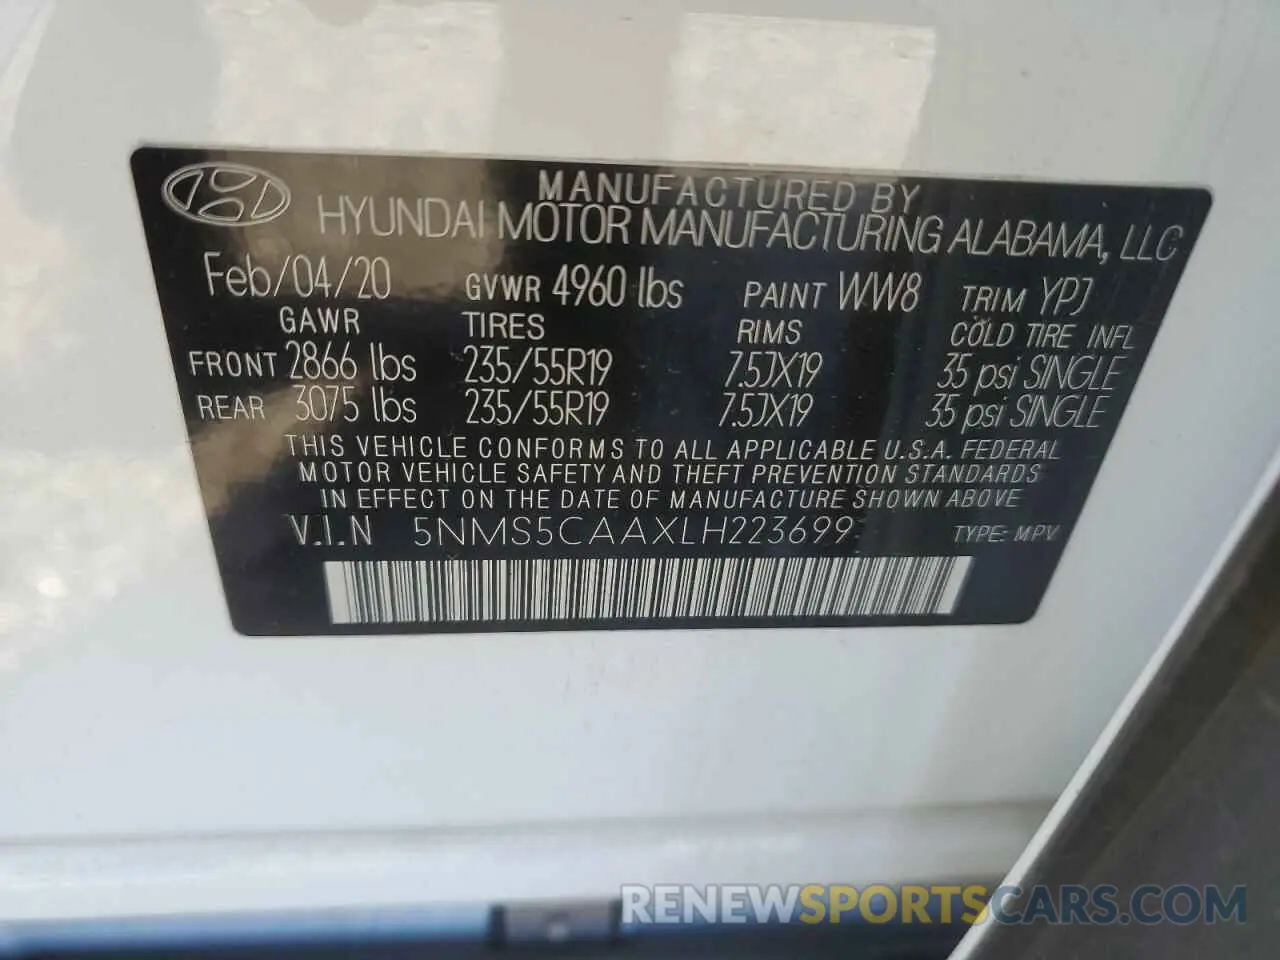 MANUFACTURED BY
HYUNDAI MOTOR MANUFACTURING ALABAMA, LLC
Feb/04/20 GVWR 4960 lbs PAINT WW8 TRIM YPJ
GAWR TIRES RIMS COLD TIRE INFL
FRONT 2866 lbs 235/55R19 7.5JX19 35 psi SINGLE
REAR 3075 lbs 235/55R19 7.5JX19 35 psi SINGLE
THIS VEHICLE CONFORMS TO ALL APPLICABLE U.S.A. FEDERAL
MOTOR VEHICLE SAFETY AND THEFT PREVENTION STANDARDS
IN EFFECT ON THE DATE OF MANUFACTURE SHOWN ABOVE
V.I.N 5NMS5CAAXLH223699 TYPE: MPV
RENEWSPORTSCARS.COM